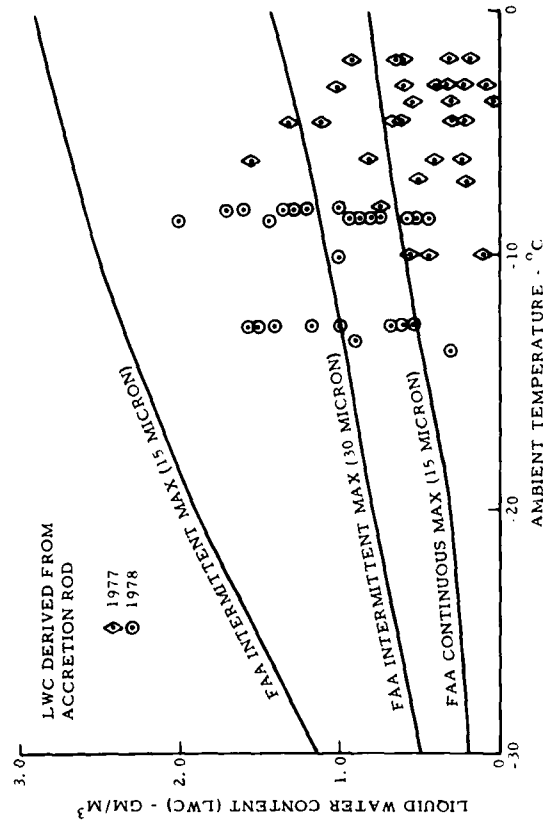 3.0
2.0
1.0
0
LIQUID WATER CONTENT (LWC) - GM/M³
LWC DERIVED FROM
ACCRETION ROD
1977
1978
FAA INTERMITTENT MAX (15 MICRON)
FAA INTERMITTENT MAX (30 MICRON)
FAA CONTINUOUS MAX (15 MICRON)
-30
-20
-10
0
AMBIENT TEMPERATURE - °C